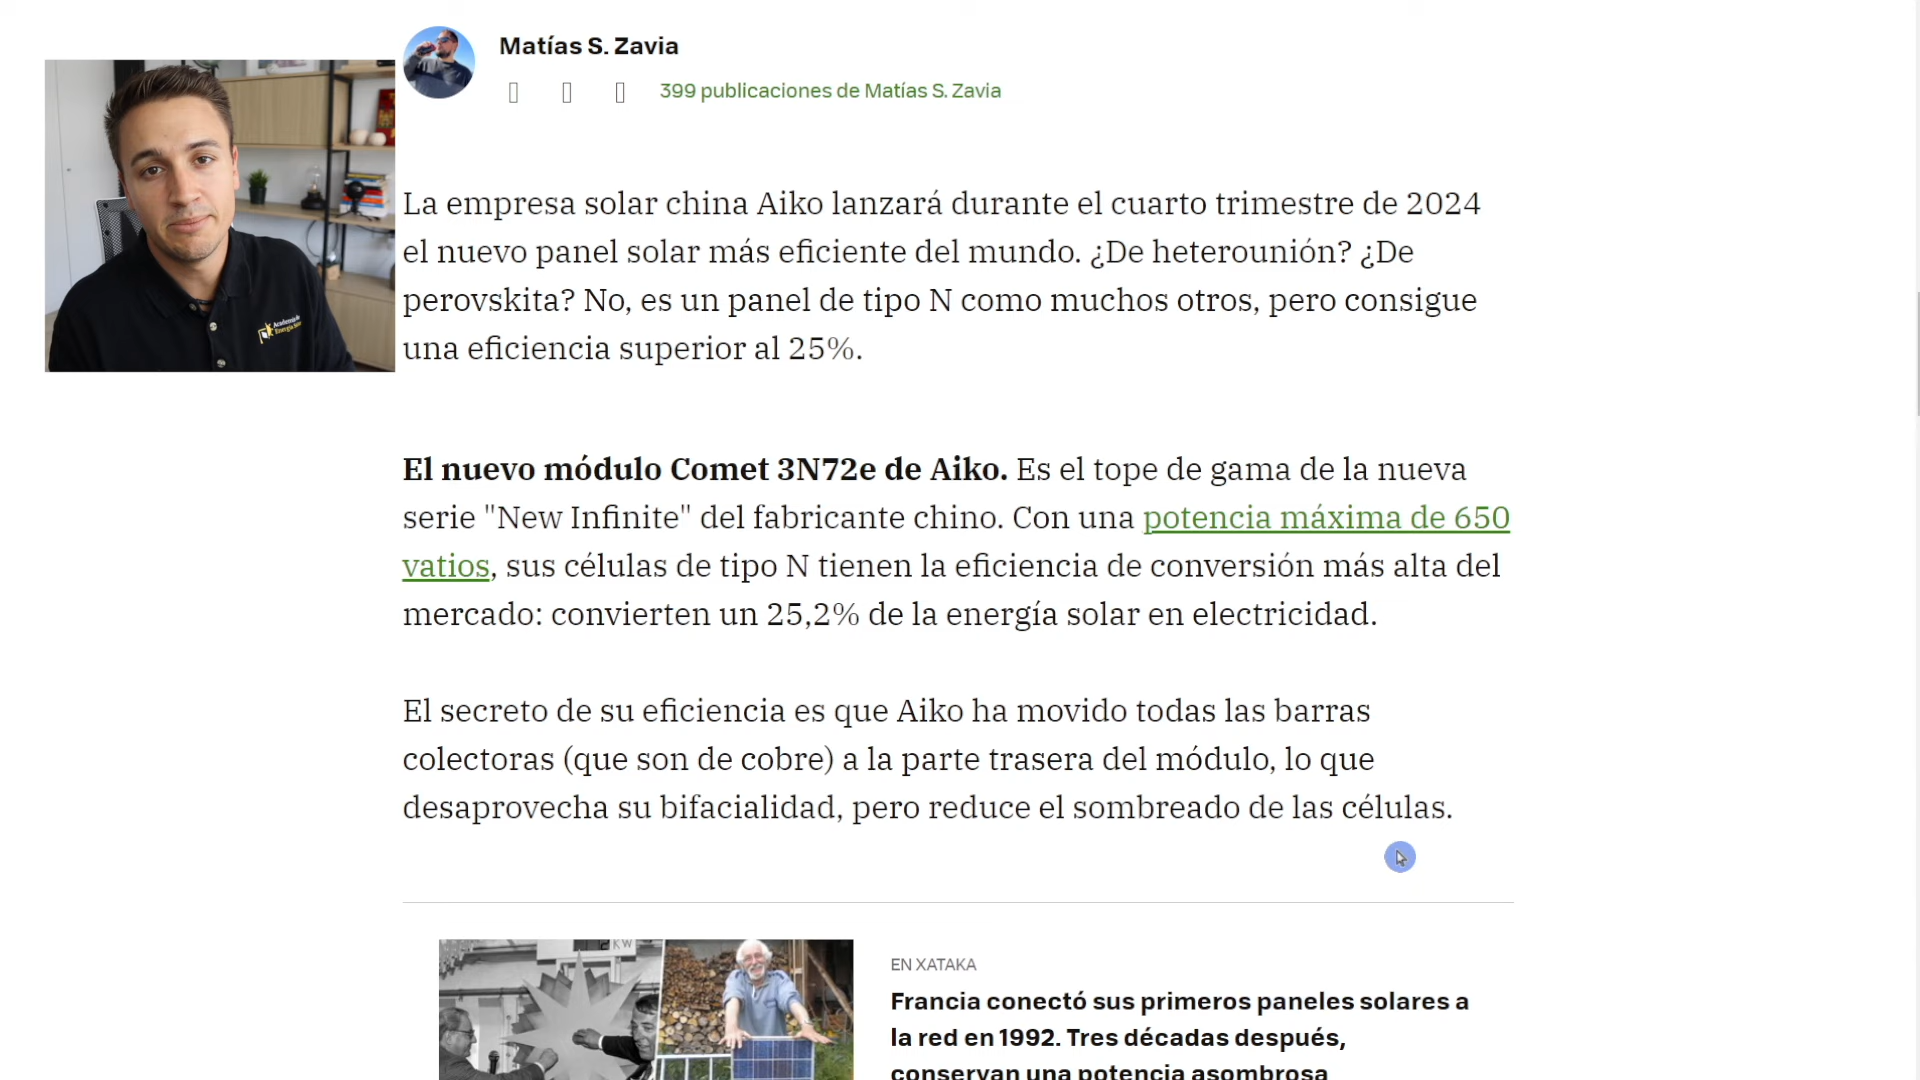 Matías S. Zavia
399 publicaciones de Matías S. Zavia
Academia de
Energía Solar
La empresa solar china Aiko lanzará durante el cuarto trimestre de 2024
el nuevo panel solar más eficiente del mundo. ¿De heterounión? ¿De
perovskita? No, es un panel de tipo N como muchos otros, pero consigue
una eficiencia superior al 25%.
El nuevo módulo Comet 3N72e de Aiko. Es el tope de gama de la nueva
serie "New Infinite" del fabricante chino. Con una potencia máxima de 650
vatios, sus células de tipo N tienen la eficiencia de conversión más alta del
mercado: convierten un 25,2% de la energía solar en electricidad.
El secreto de su eficiencia es que Aiko ha movido todas las barras
colectoras (que son de cobre) a la parte trasera del módulo, lo que
desaprovecha su bifacialidad, pero reduce el sombreado de las células.
KW
EN XATAKA
Francia conectó sus primeros paneles solares a
la red en 1992. Tres décadas después,
conservan una potencia asombrosa